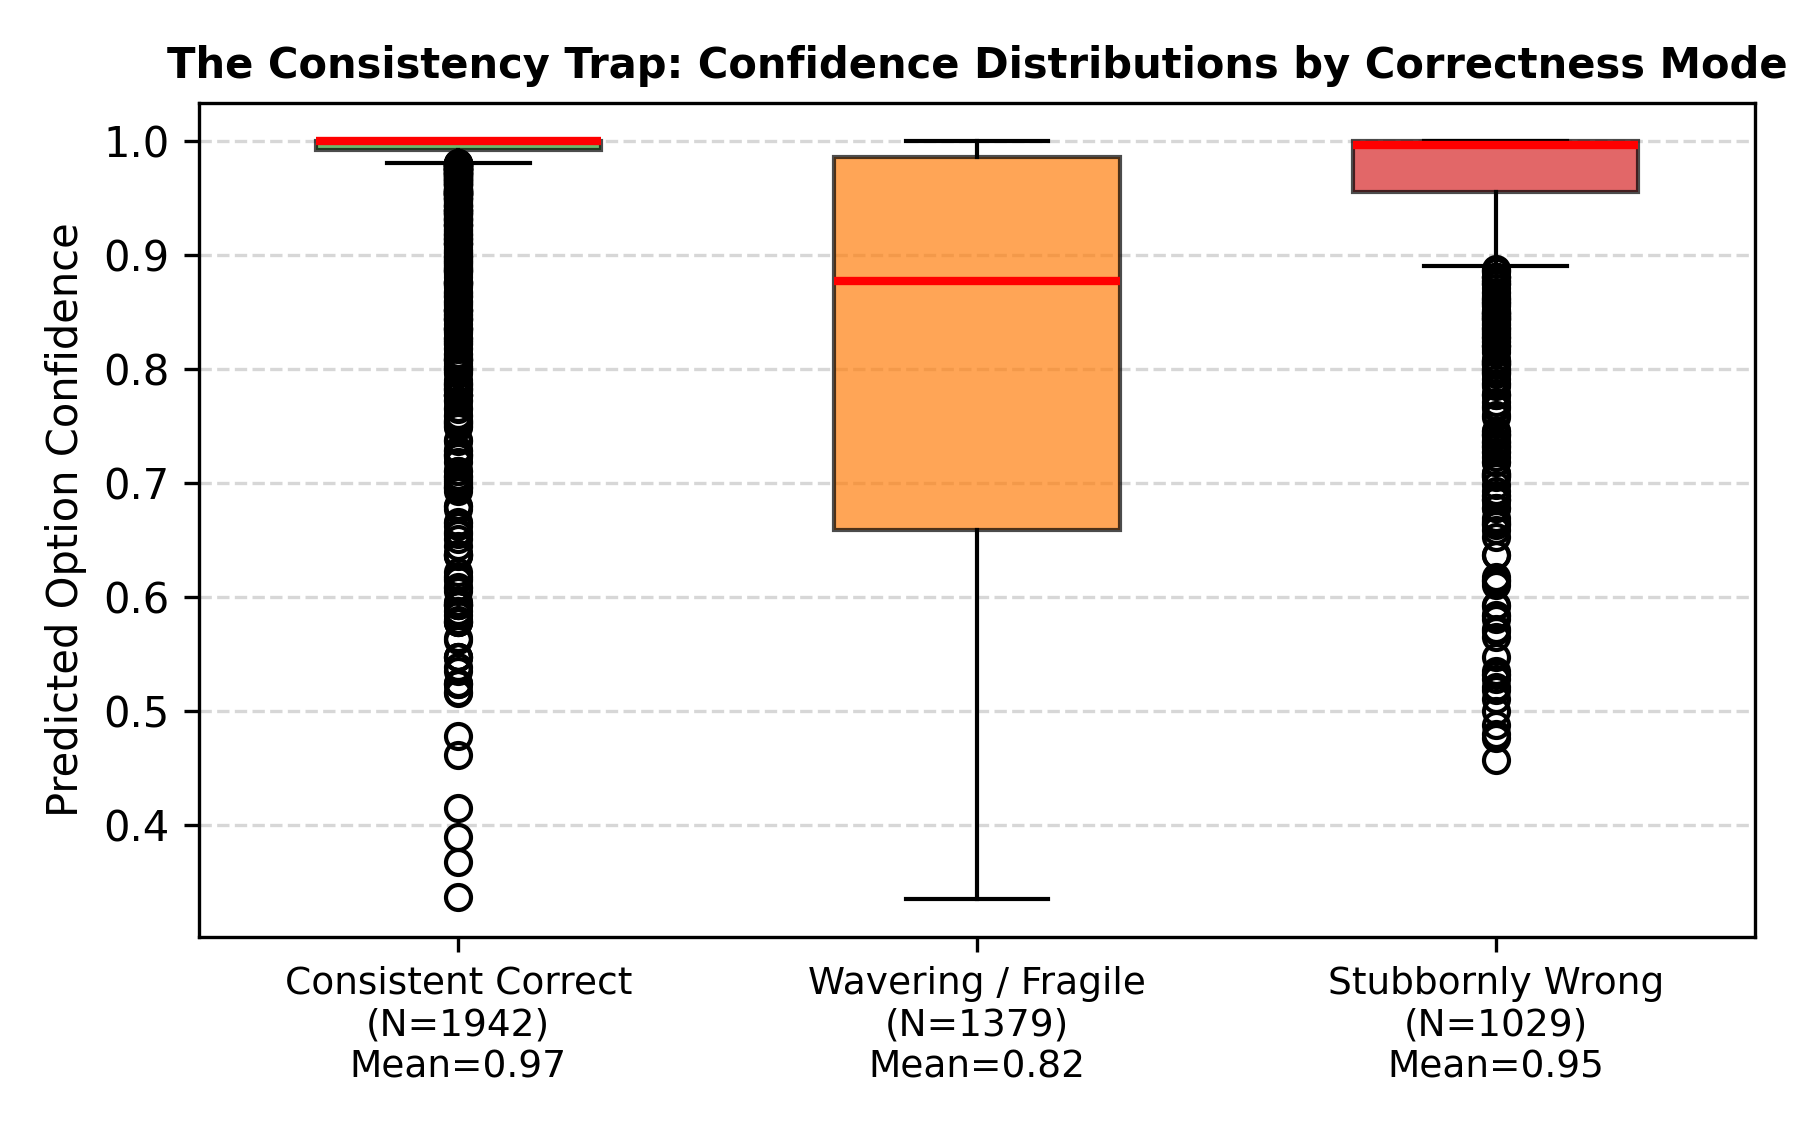 The Consistency Trap: Confidence Distributions by Correctness Mode
Predicted Option Confidence
1.0
0.9
0.8
0.7
0.6
0.5
0.4
Consistent Correct
(N=1942)
Mean=0.97
Wavering / Fragile
(N=1379)
Mean=0.82
Stubbornly Wrong
(N=1029)
Mean=0.95